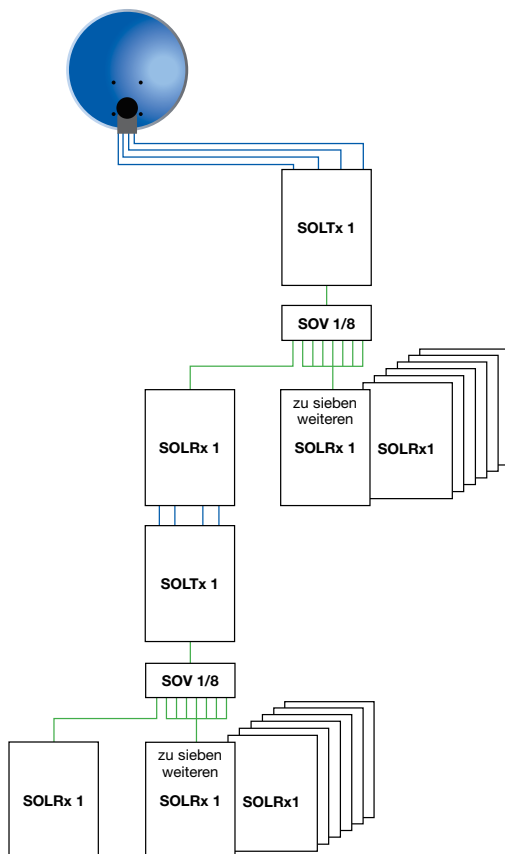 SOLTx 1
SOV 1/8
SOLRx 1
zu sieben
weiteren
SOLRx 1
SOLRx1
SOLTx 1
SOV 1/8
SOLRx 1
zu sieben
weiteren
SOLRx 1
SOLRx1